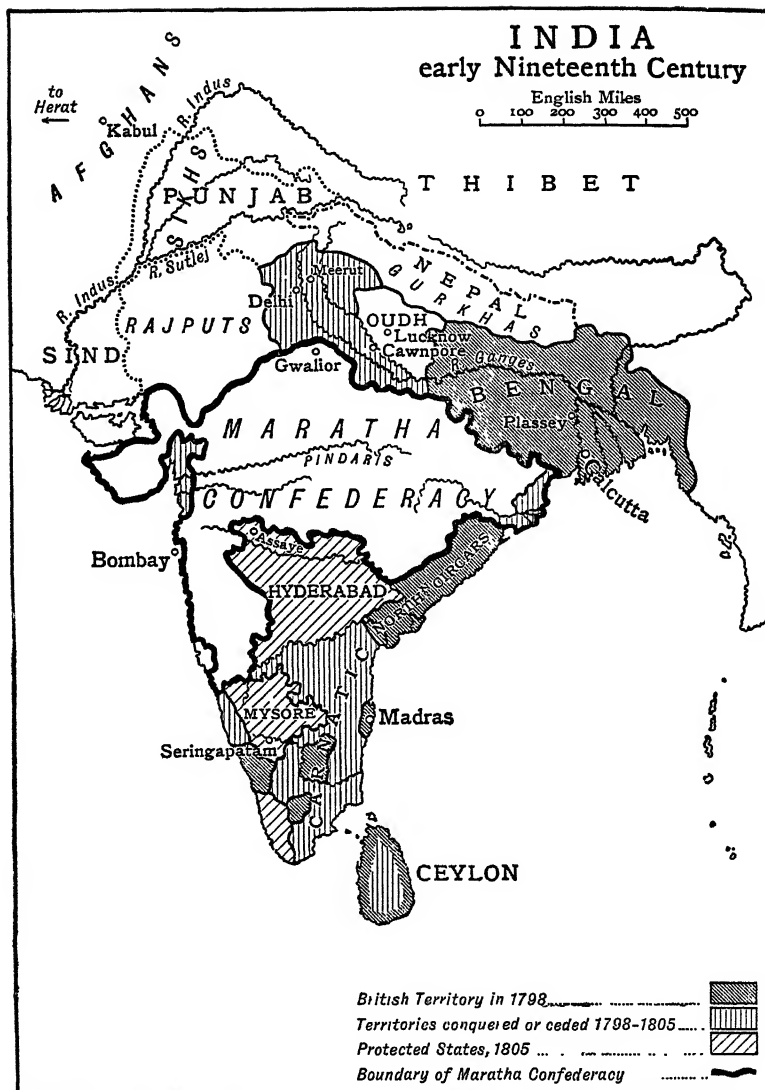 INDIA
early Nineteenth Century
English Miles
0 100 200 300 400 500
to
Herat
AFGHANS
Kabul
R. Indus
SIKHS
PUNJAB
THIBET
R. Sutlej
R. Indus
Meerut
Delhi
NEPAL
GURKHAS
RAJPUTS
OUDH
Lucknow
Cawnpore
SIND
Gwalior
R. Ganges
BENGAL
Plassey
MARATHA
PINDARIS
CONFEDERACY
Calcutta
Assaye
Bombay
HYDERABAD
NORTHN CIRCARS
CARNATIC
MYSORE
Madras
Seringapatam
CEYLON
British Territory in 1798
Territories conquered or ceded 1798-1805
Protected States, 1805
Boundary of Maratha Confederacy